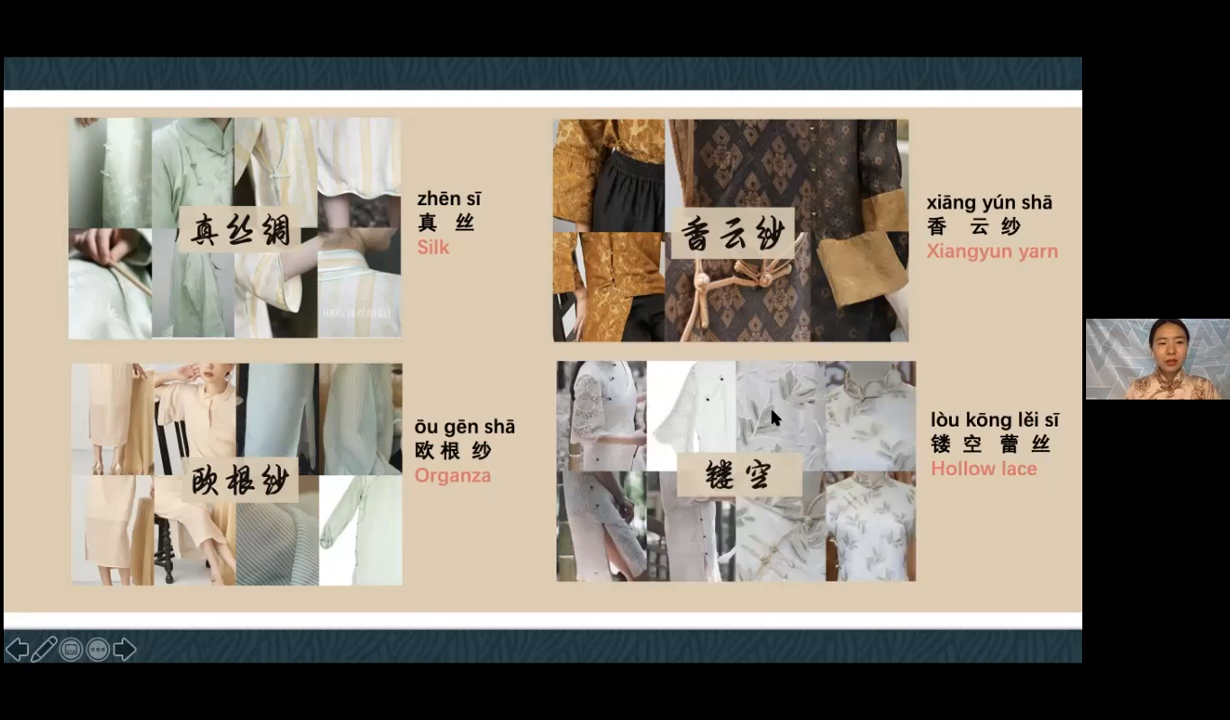 真丝绸
zhēn sī
真 丝
Silk
香云纱
xiāng yún shā
香 云 纱
Xiangyun yarn
欧根纱
ōu gēn shā
欧 根 纱
Organza
镂空
lòu kōng lěi sī
镂 空 蕾 丝
Hollow lace